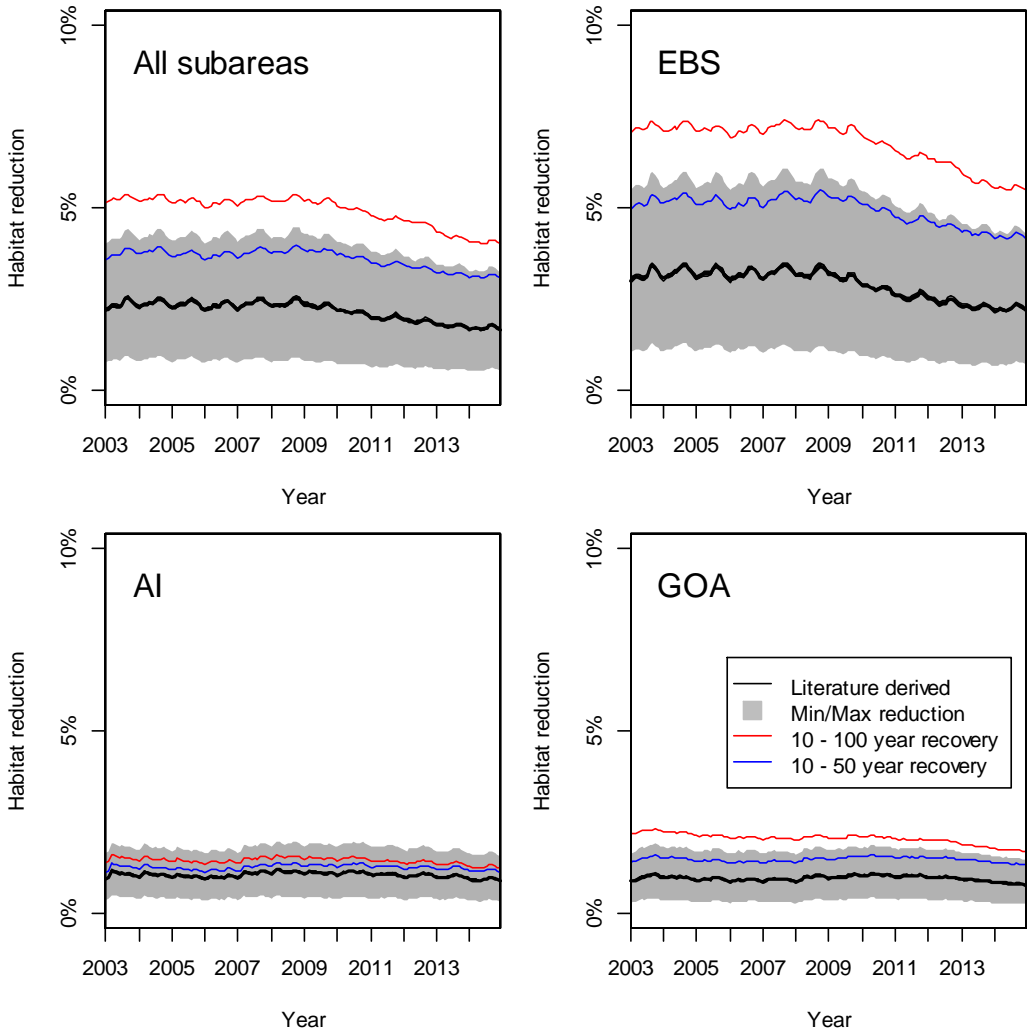 All subareas
Habitat reduction
10%
5%
0%
2003 2005 2007 2009 2011 2013
Year
EBS
Habitat reduction
10%
5%
0%
2003 2005 2007 2009 2011 2013
Year
AI
Habitat reduction
10%
5%
0%
2003 2005 2007 2009 2011 2013
Year
GOA
Habitat reduction
10%
5%
0%
Literature derived
Min/Max reduction
10 - 100 year recovery
10 - 50 year recovery
2003 2005 2007 2009 2011 2013
Year